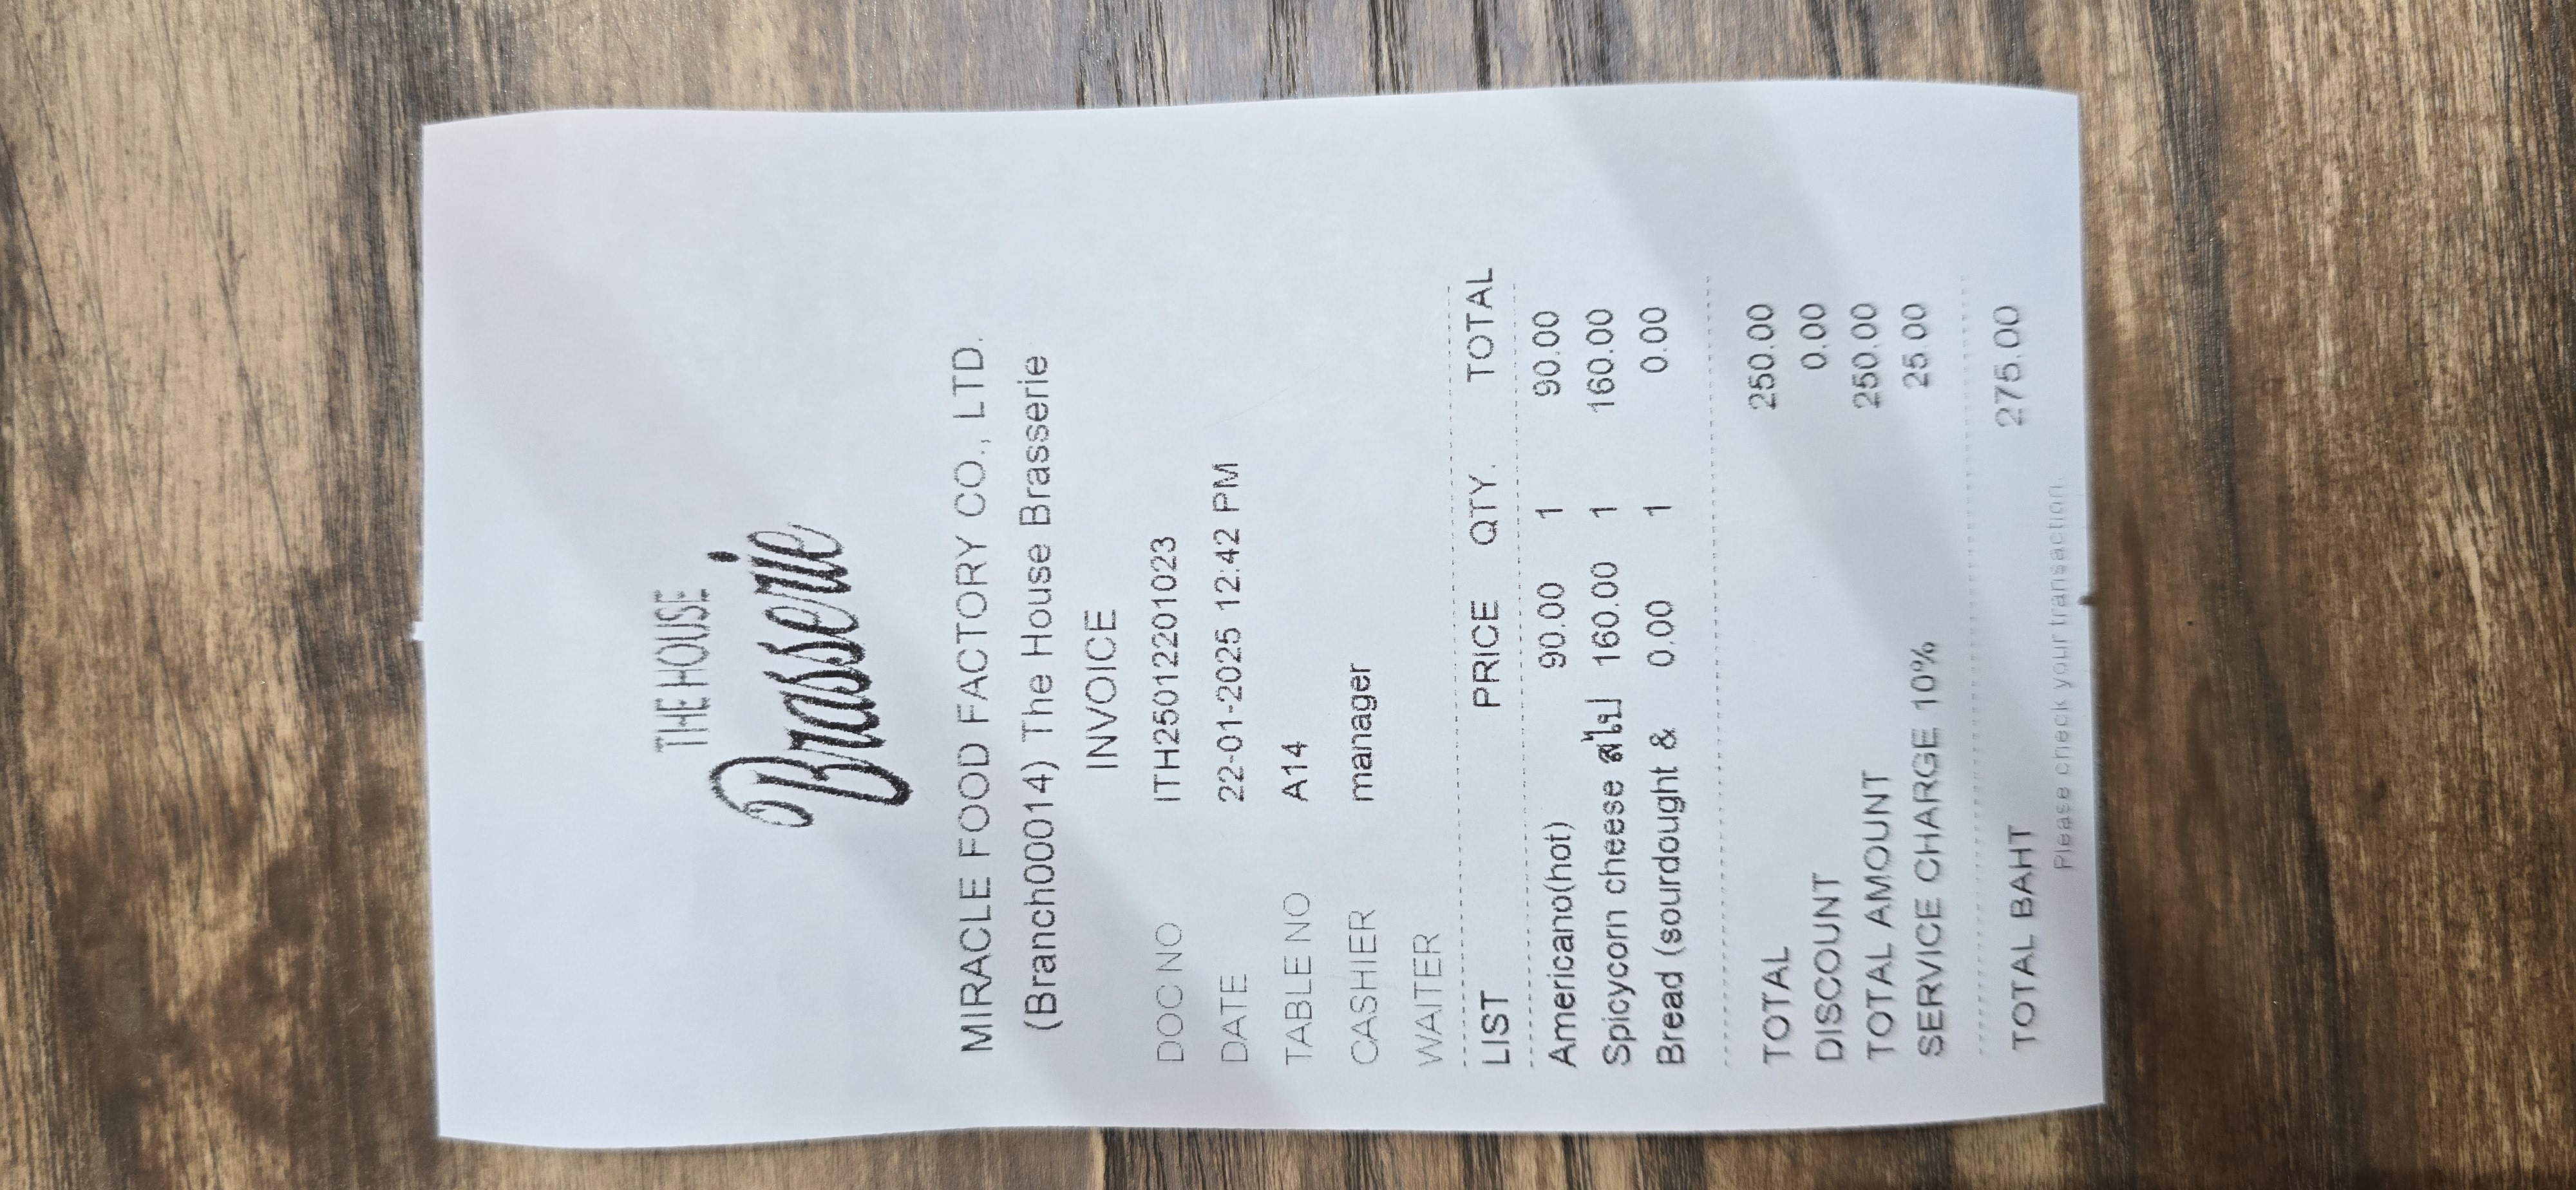 THE HOUSE
Brasserie
MIRACLE FOOD FACTORY CO., LTD.
(Branch00014) The House Brasserie
INVOICE
DOC NO ITH25012201023
DATE 22-01-2025 12:42 PM
TABLE NO A14
CASHIER manager
WAITER
LIST PRICE QTY. TOTAL
Americano(hot) 90.00 1 90.00
Spicycorn cheese สไป 160.00 1 160.00
Bread (sourdought & 0.00 1 0.00
TOTAL 250.00
DISCOUNT 0.00
TOTAL AMOUNT 250.00
SERVICE CHARGE 10% 25.00
TOTAL BAHT 275.00
Please check your transaction.